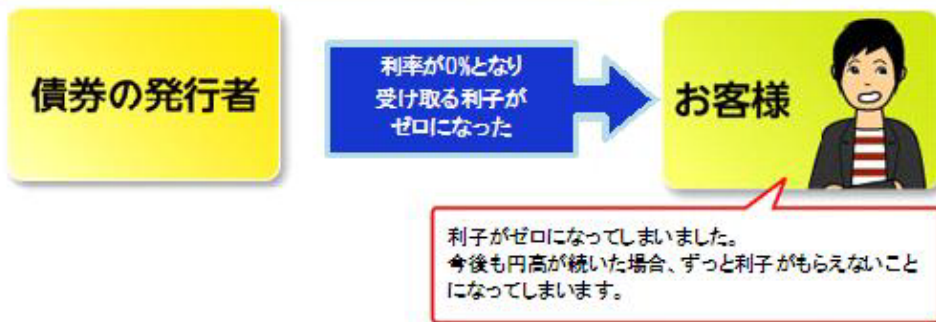 債券の発行者
利率が0%となり
受け取る利子が
ゼロになった
お客様
利子がゼロになってしまいました。
今後も円高が続いた場合、ずっと利子がもらえないこと
になってしまいます。